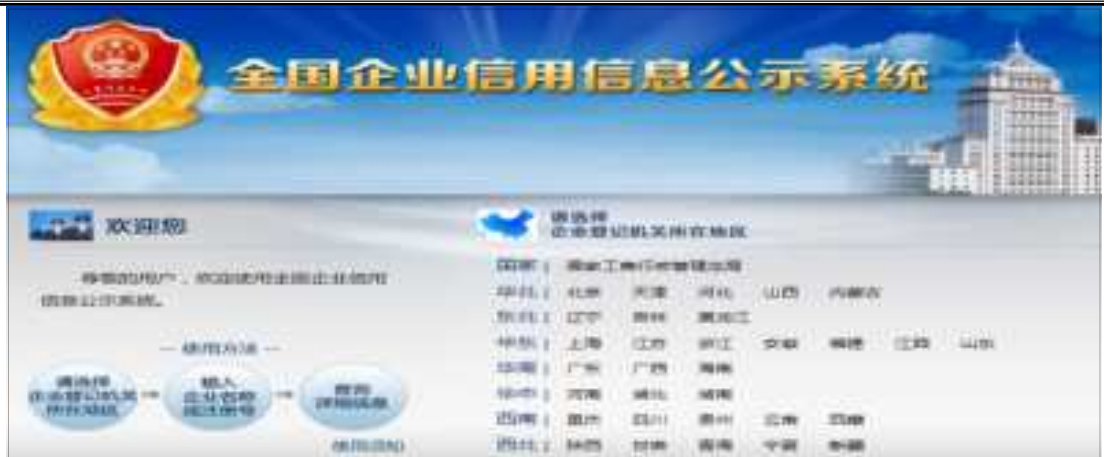 全国企业信用信息公示系统
欢迎您
尊敬的用户，欢迎使用全国企业信用
信息公示系统。
使用方法
请选择
企业登记机关
所在地区
输入
企业名称
或注册号
查询
详细信息
使用须知
请选择
企业登记机关所在地区
国家： 国家工商行政管理总局
华北： 北京 天津 河北 山西 内蒙古
东北： 辽宁 吉林 黑龙江
华东： 上海 江苏 浙江 安徽 福建 江西 山东
华南： 广东 广西 海南
华中： 河南 湖北 湖南
西南： 重庆 四川 贵州 云南 西藏
西北： 陕西 甘肃 青海 宁夏 新疆